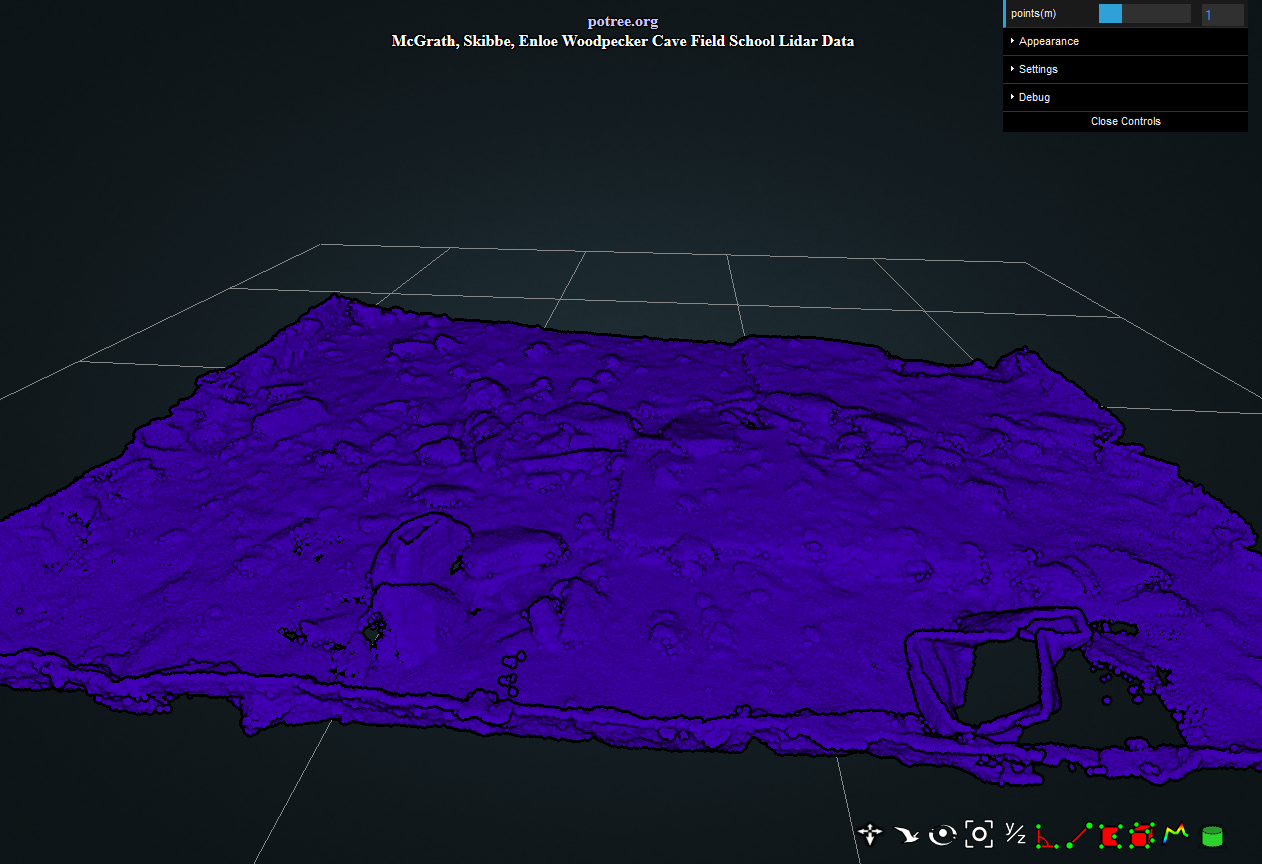 potree.org
McGrath, Skibbe, Enloe Woodpecker Cave Field School Lidar Data
points(m) 1
Appearance
Settings
Debug
Close Controls
y/z